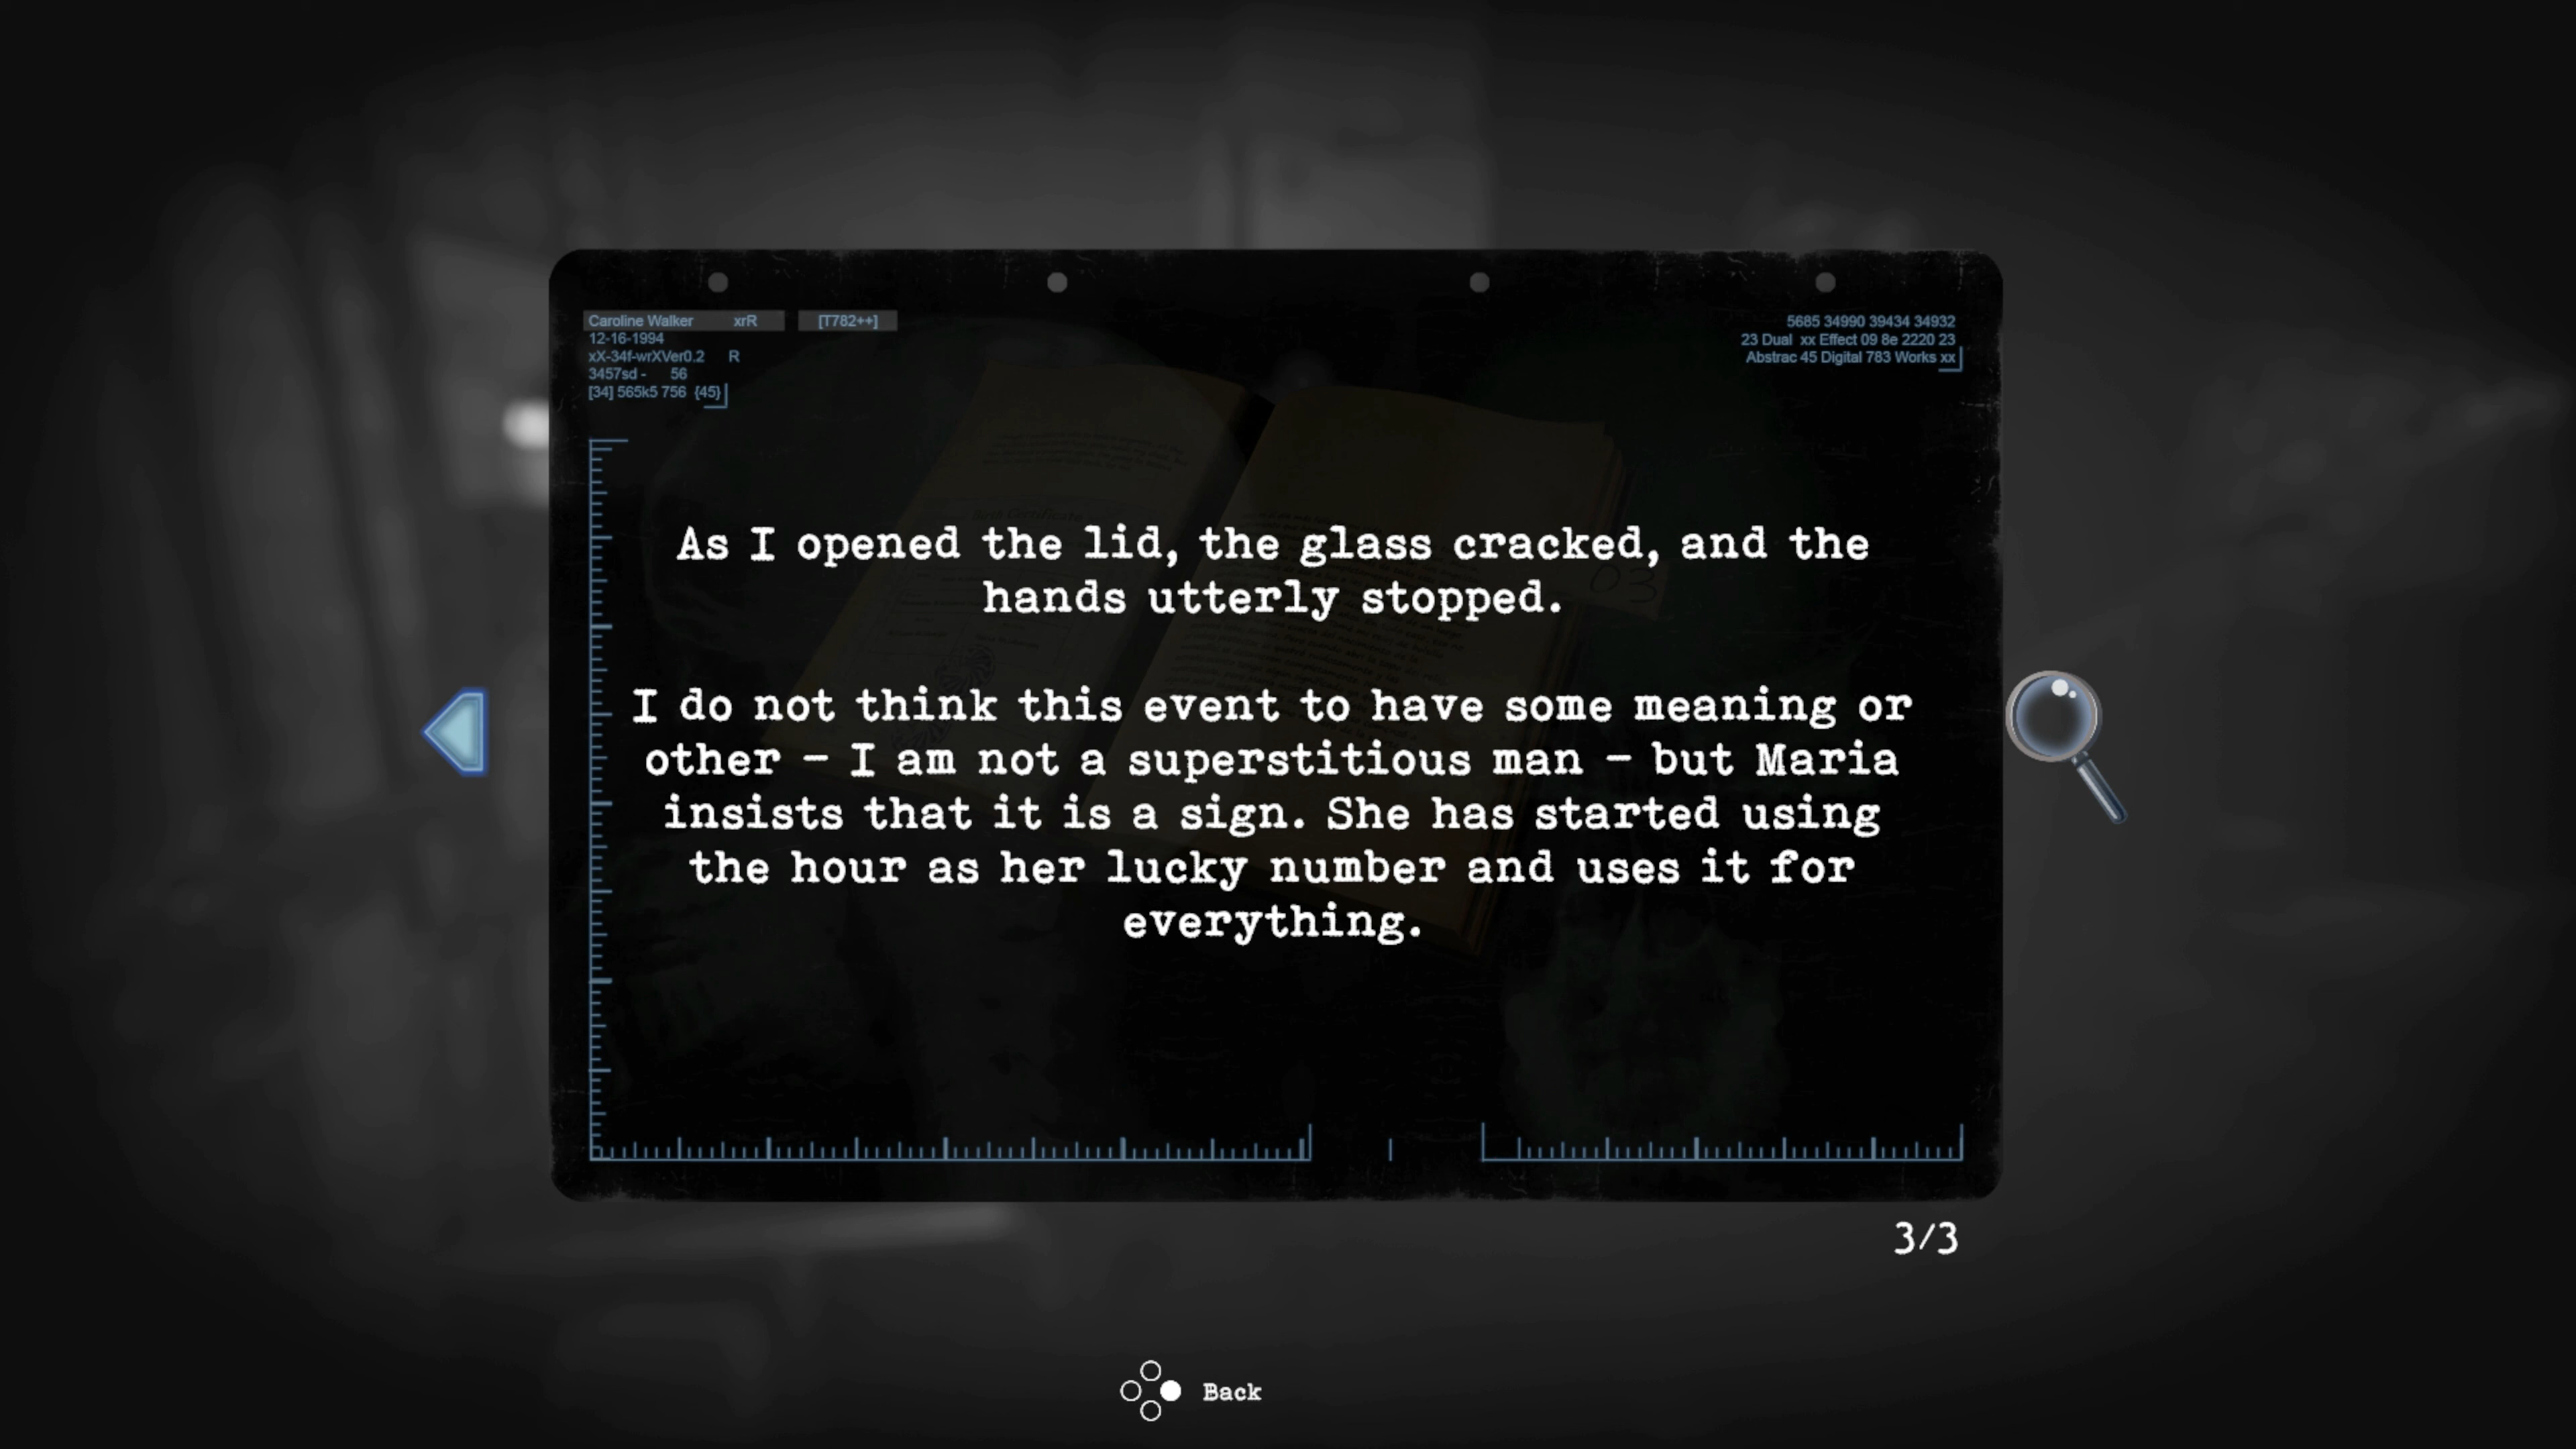 Caroline Walker xrR [T782++]
12-16-1994
xX-34f-wrXVer0.2 R
3457sd - 56
[34] 565k5 756 {45}
5685 34990 39434 34932
23 Dual xx Effect 09 8e 2220 23
Abstrac 45 Digital 783 Works xx
As I opened the lid, the glass cracked, and the
hands utterly stopped.
I do not think this event to have some meaning or
other - I am not a superstitious man - but Maria
insists that it is a sign. She has started using
the hour as her lucky number and uses it for
everything.
Birth Certificate
03
3/3
Back